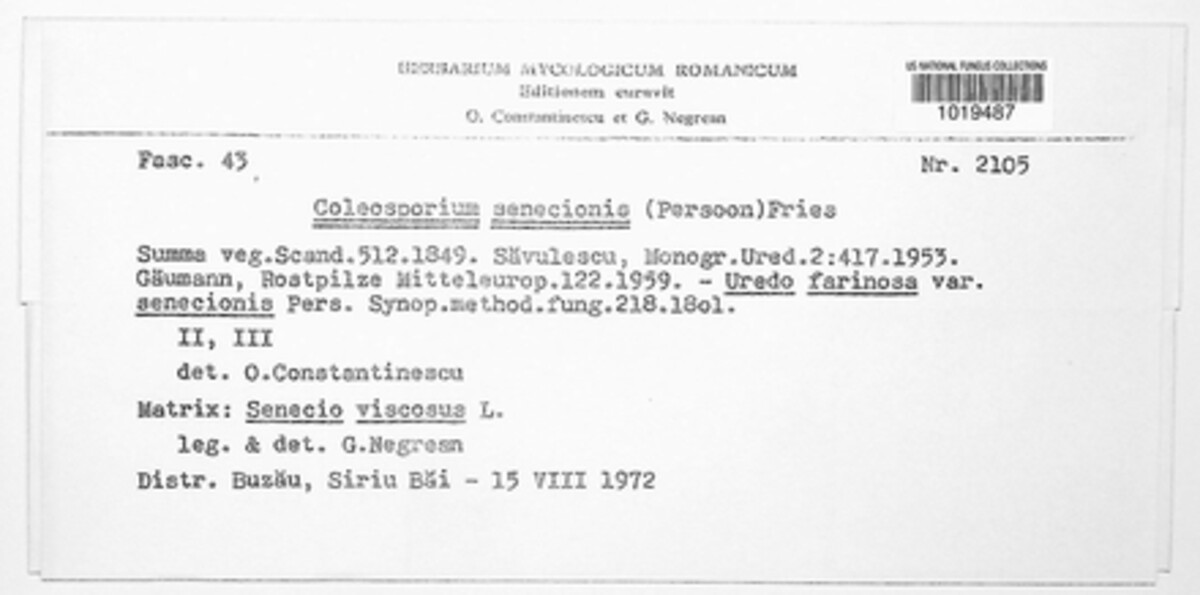 HERBARIUM MYCOLOGICUM ROMANICUM
Editionem curavit
O. Constantinescu et G. Negrean
US NATIONAL FUNGUS COLLECTIONS
1019487
Fasc. 43
Nr. 2105
Coleosporium senecionis (Persoon)Fries
Summa veg.Scand.512.1849. Săvulescu, Monogr.Ured.2:417.1953.
Gäumann, Rostpilze Mitteleurop.122.1959. - Uredo farinosa var.
senecionis Pers. Synop.method.fung.218.18o1.
II, III
det. O.Constantinescu
Matrix: Senecio viscosus L.
leg. & det. G.Negrean
Distr. Buzău, Siriu Băi - 15 VIII 1972